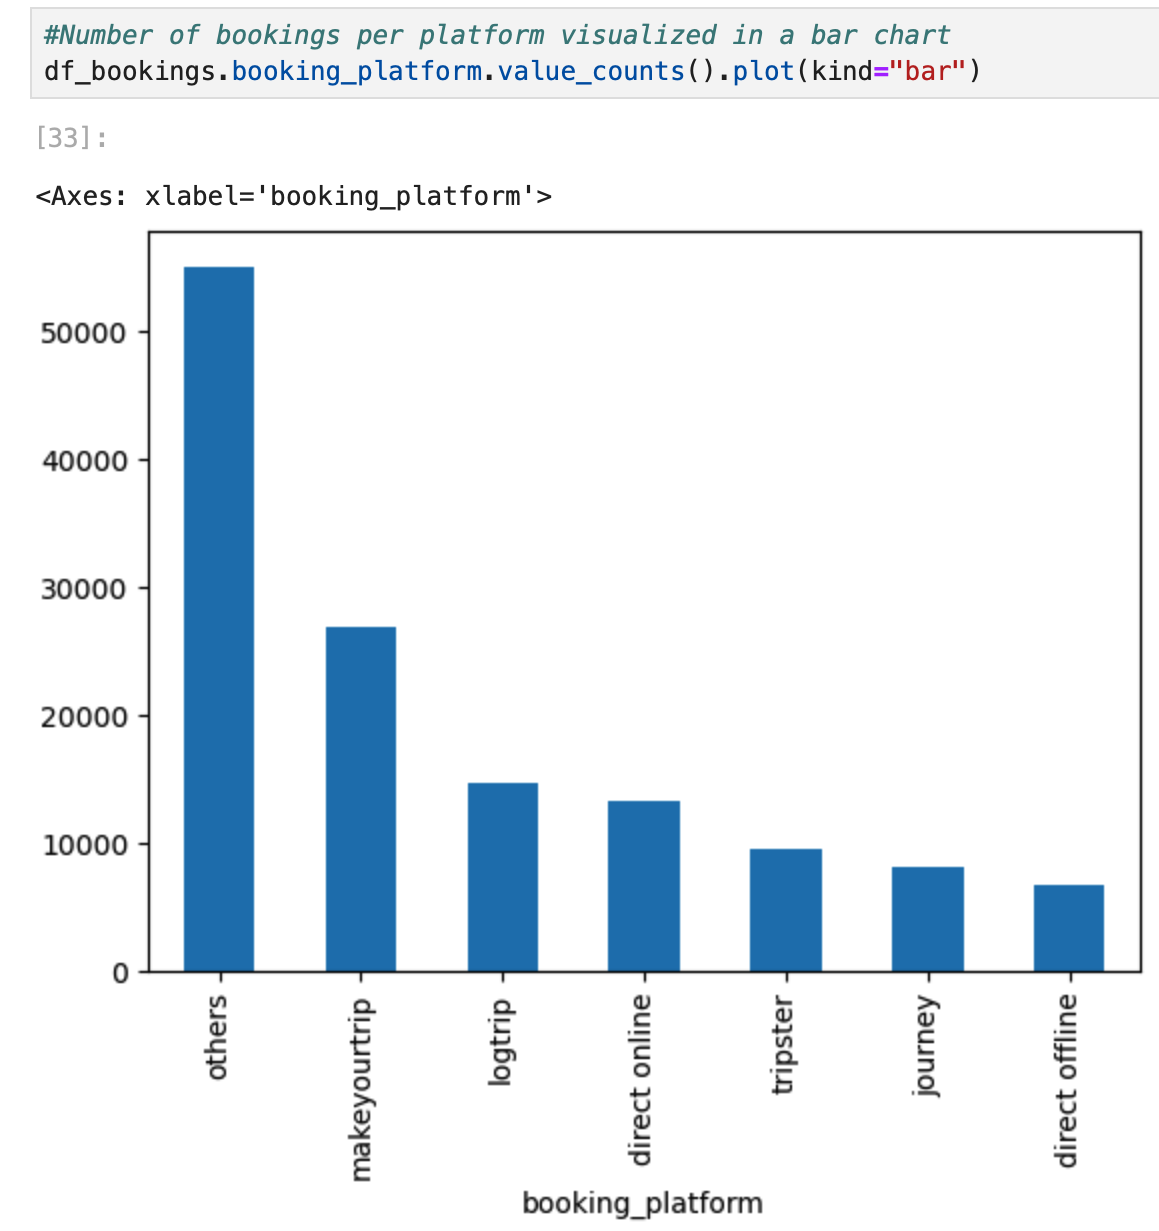 #Number of bookings per platform visualized in a bar chart
df_bookings.booking_platform.value_counts().plot(kind="bar")
[33]:
<Axes: xlabel='booking_platform'>
50000
40000
30000
20000
10000
0
others
makeyourtrip
logtrip
direct online
tripster
journey
direct offline
booking_platform